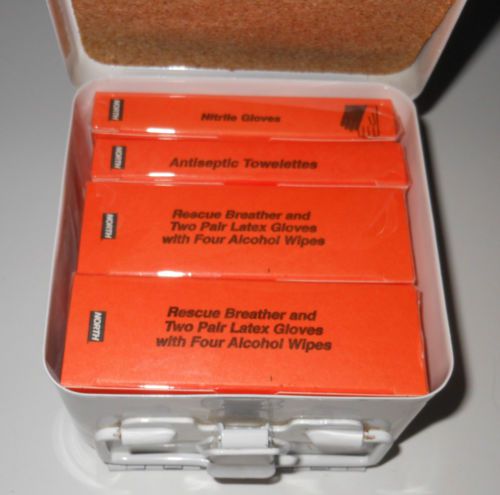 NORTH
Nitrile Gloves
NORTH
Antiseptic Towelettes
NORTH
Rescue Breather and
Two Pair Latex Gloves
with Four Alcohol Wipes
NORTH
Rescue Breather and
Two Pair Latex Gloves
with Four Alcohol Wipes